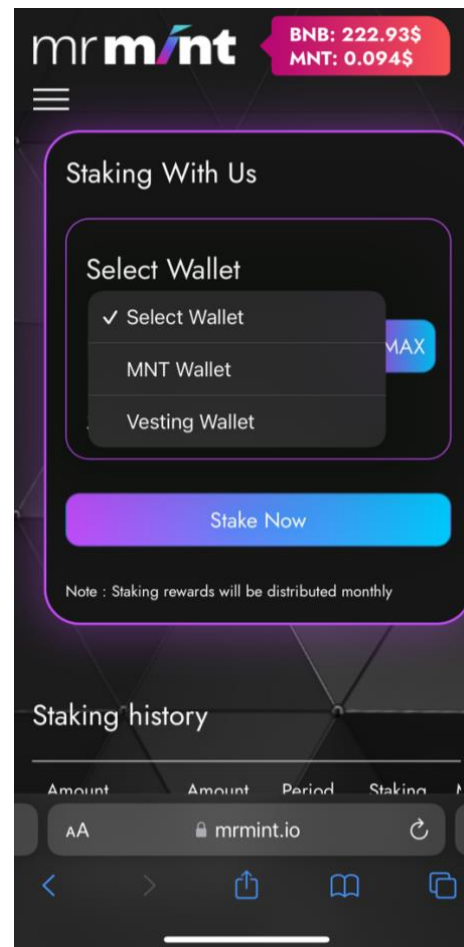 mrmint
BNB: 222.93$
MNT: 0.094$
Staking With Us
Select Wallet
✓ Select Wallet
MNT Wallet
Vesting Wallet
MAX
Stake Now
Note : Staking rewards will be distributed monthly
Staking history
Amount Amount Period Staking
AA mrmint.io